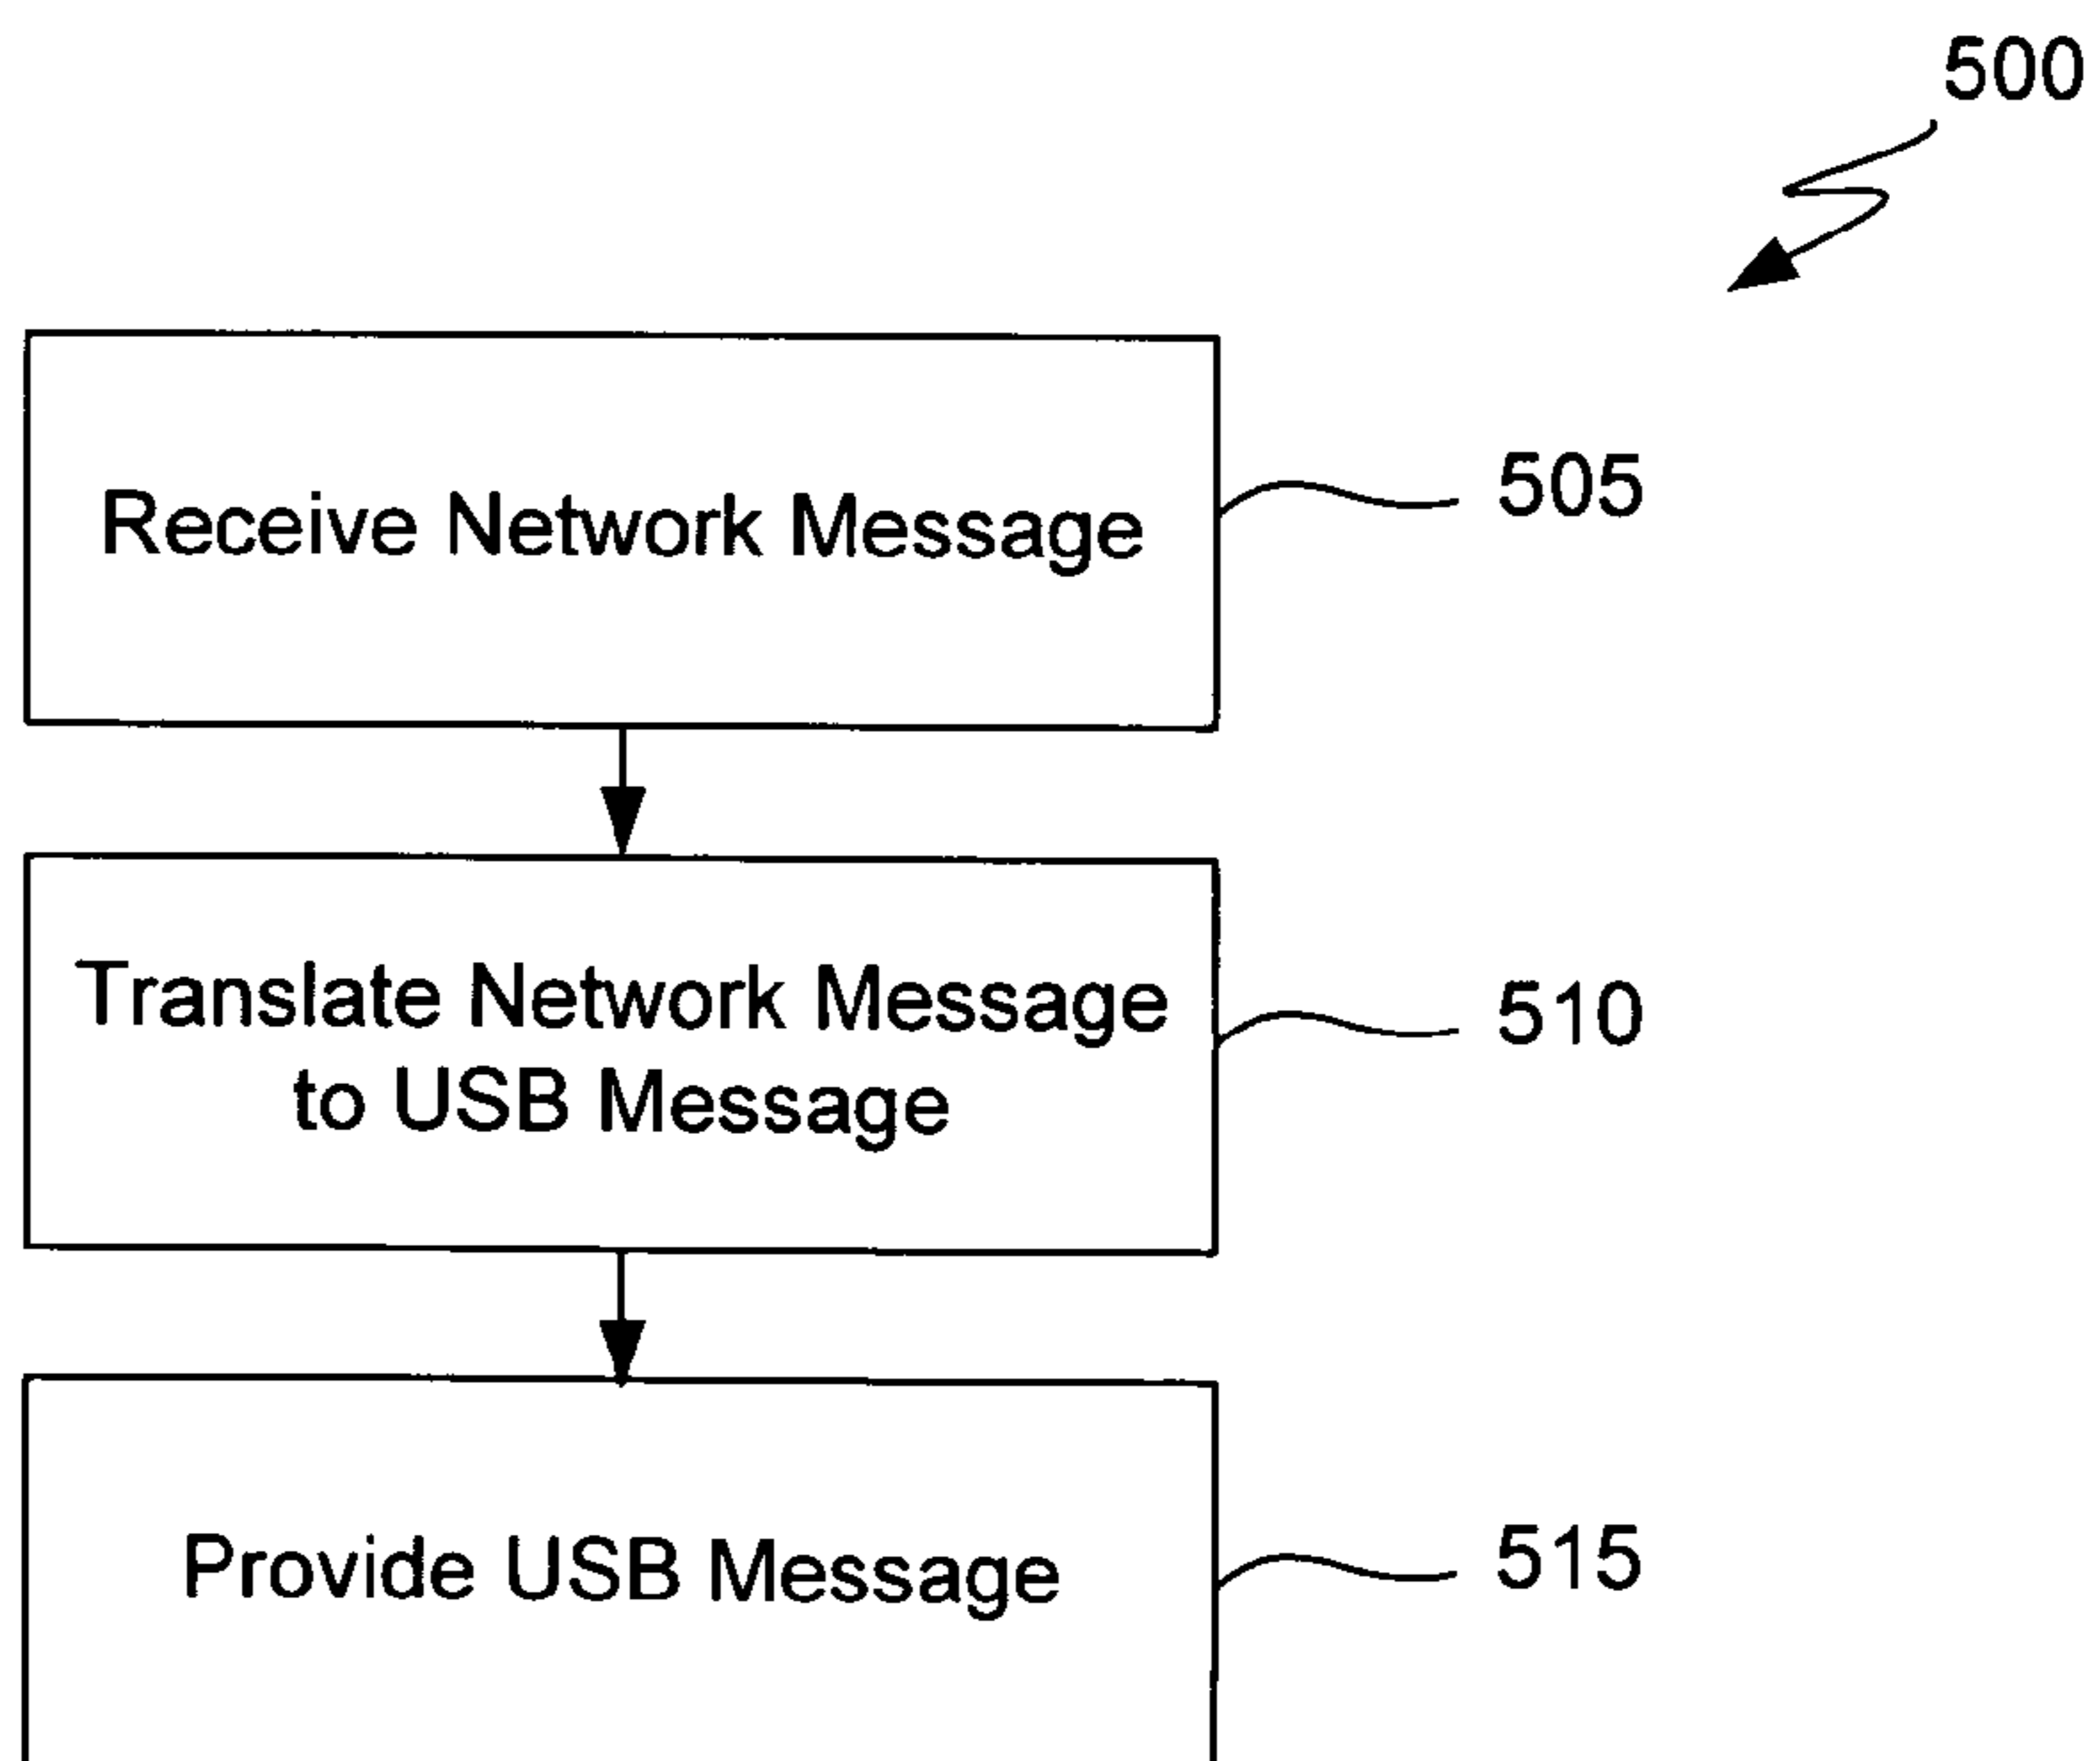 500
Receive Network Message
505
Translate Network Message
to USB Message
510
Provide USB Message
515